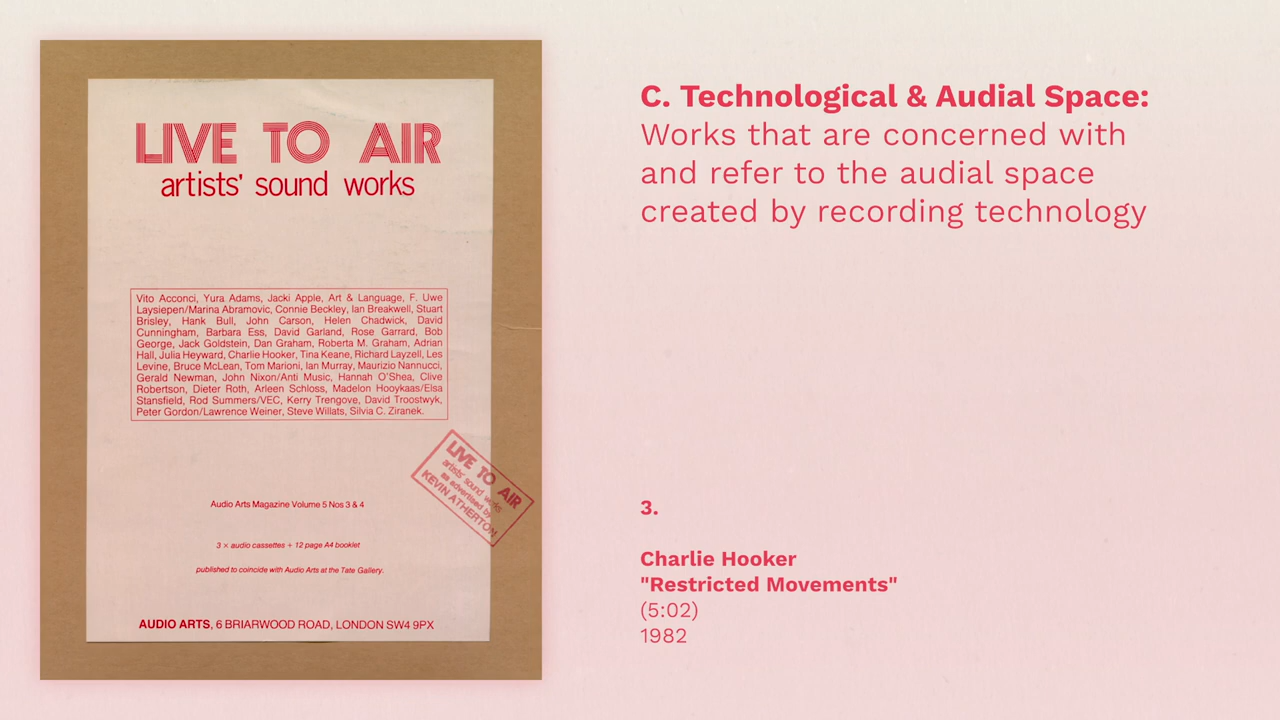 LIVE TO AIR
artists' sound works
Vito Acconci, Yura Adams, Jacki Apple, Art & Language, F. Uwe
Laysiepen/Marina Abramovic, Connie Beckley, Ian Breakwell, Stuart
Brisley, Hank Bull, John Carson, Helen Chadwick, David
Cunningham, Barbara Ess, David Garland, Rose Garrard, Bob
George, Jack Goldstein, Dan Graham, Roberta M. Graham, Adrian
Hall, Julia Heyward, Charlie Hooker, Tina Keane, Richard Layzell, Les
Levine, Bruce McLean, Tom Marioni, Ian Murray, Maurizio Nannucci,
Gerald Newman, John Nixon/Anti Music, Hannah O'Shea, Clive
Robertson, Dieter Roth, Arleen Schloss, Madelon Hooykaas/Elsa
Stansfield, Rod Summers/VEC, Kerry Trengove, David Troostwyk,
Peter Gordon/Lawrence Weiner, Steve Willats, Silvia C. Ziranek.
LIVE TO AIR
artists' sound works
as advertised by
KEVIN ATHERTON
Audio Arts Magazine Volume 5 Nos 3 & 4
3 × audio cassettes + 12 page A4 booklet
published to coincide with Audio Arts at the Tate Gallery.
AUDIO ARTS, 6 BRIARWOOD ROAD, LONDON SW4 9PX
C. Technological & Audial Space:
Works that are concerned with
and refer to the audial space
created by recording technology
3.
Charlie Hooker
"Restricted Movements"
(5:02)
1982